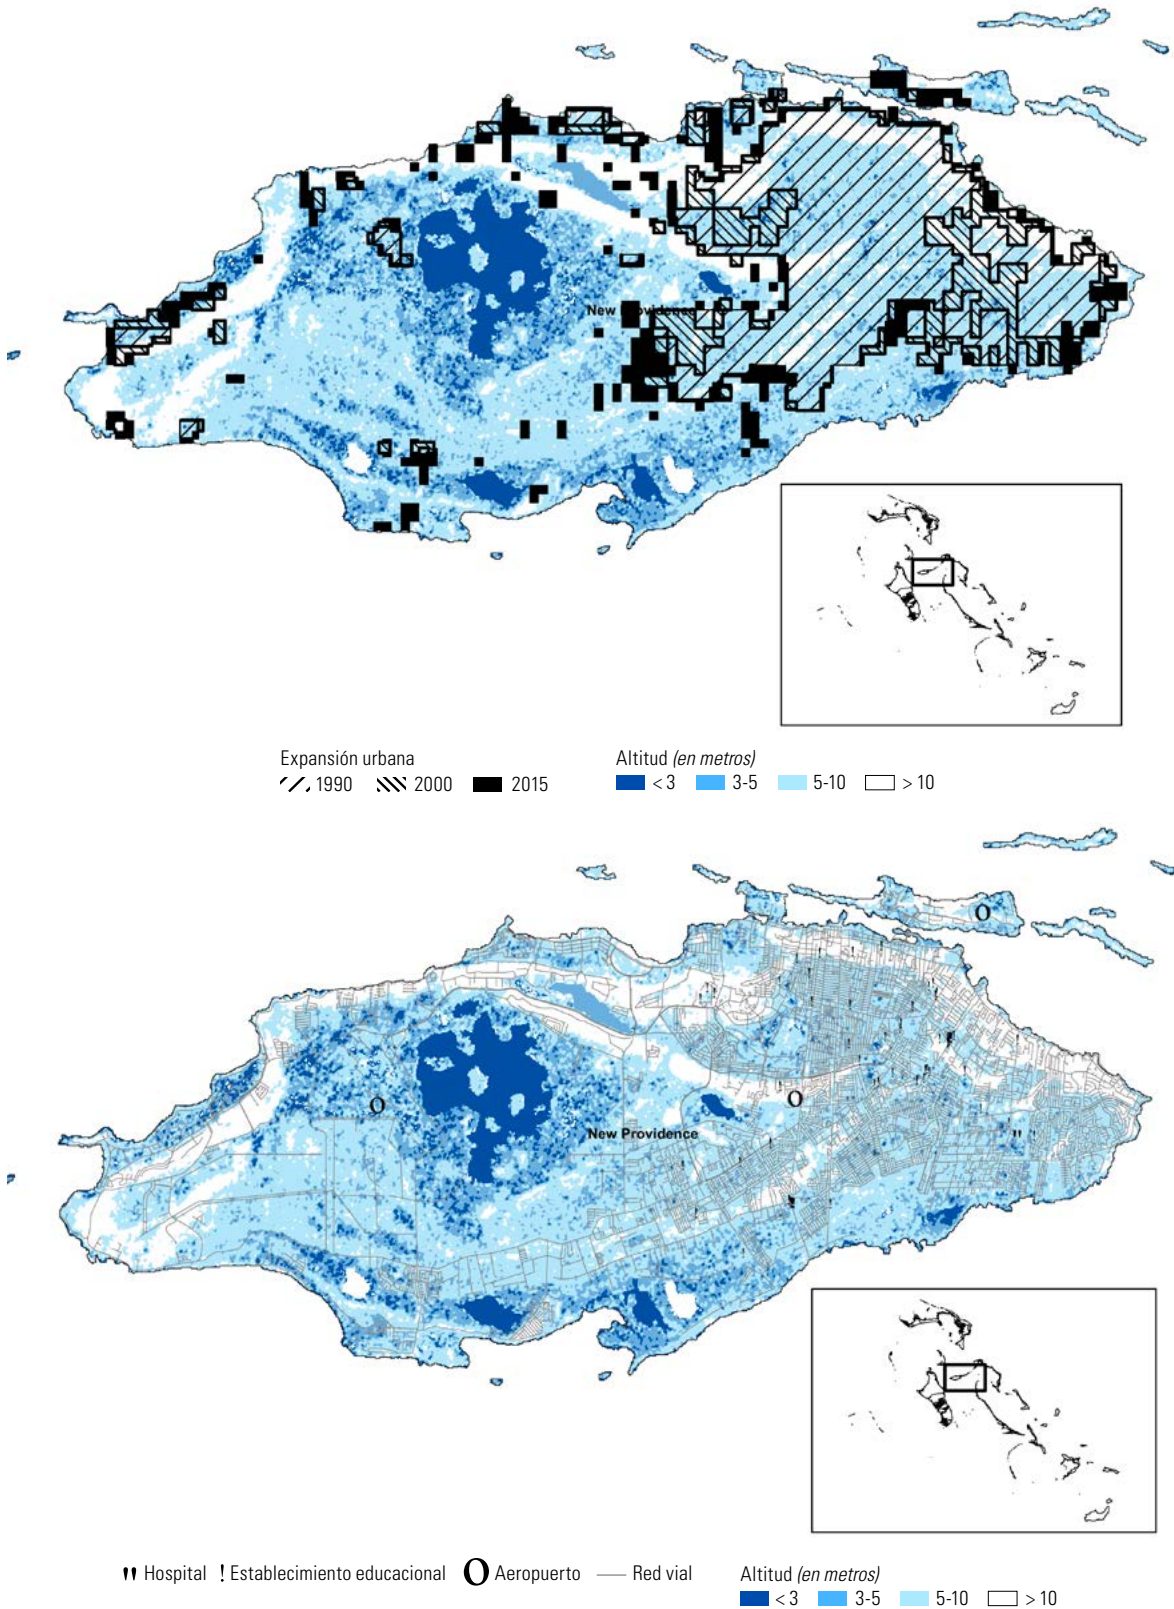 New Providence
Expansión urbana
1990 2000 2015
Altitud (en metros)
< 3 3-5 5-10 > 10
New Providence
Hospital Establecimiento educacional Aeropuerto Red vial
Altitud (en metros)
< 3 3-5 5-10 > 10